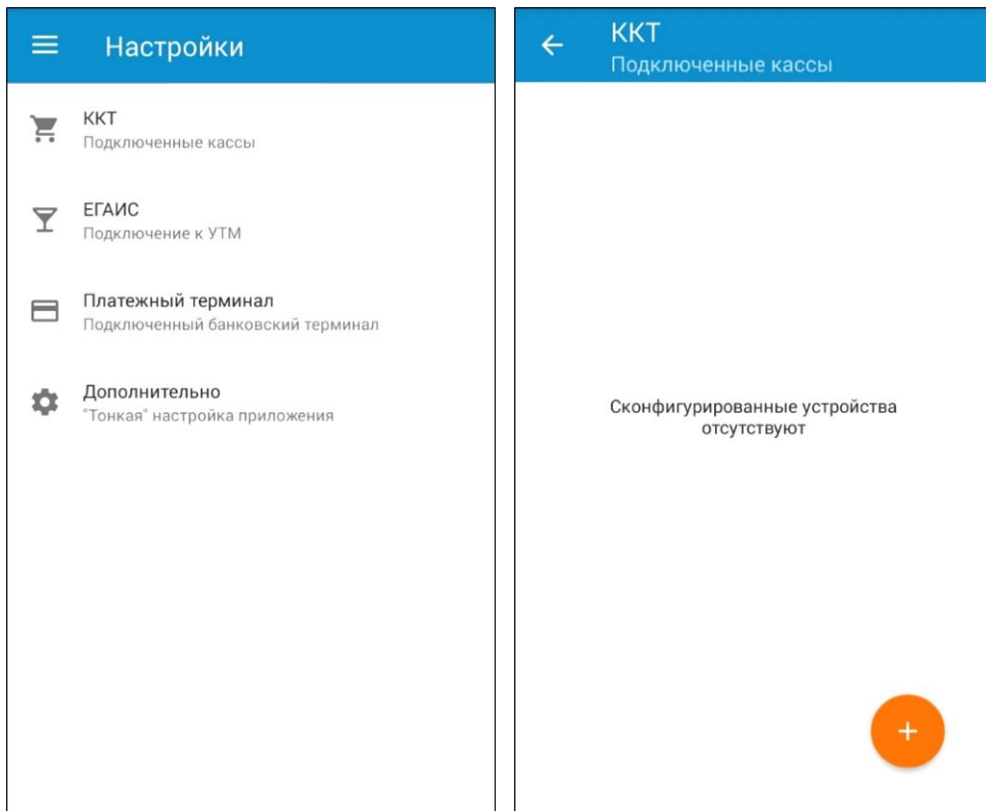 Настройки
ККТ
Подключенные кассы
ЕГАИС
Подключение к УТМ
Платежный терминал
Подключенный банковский терминал
Дополнительно
"Тонкая" настройка приложения
ККТ
Подключенные кассы
Сконфигурированные устройства
отсутствуют